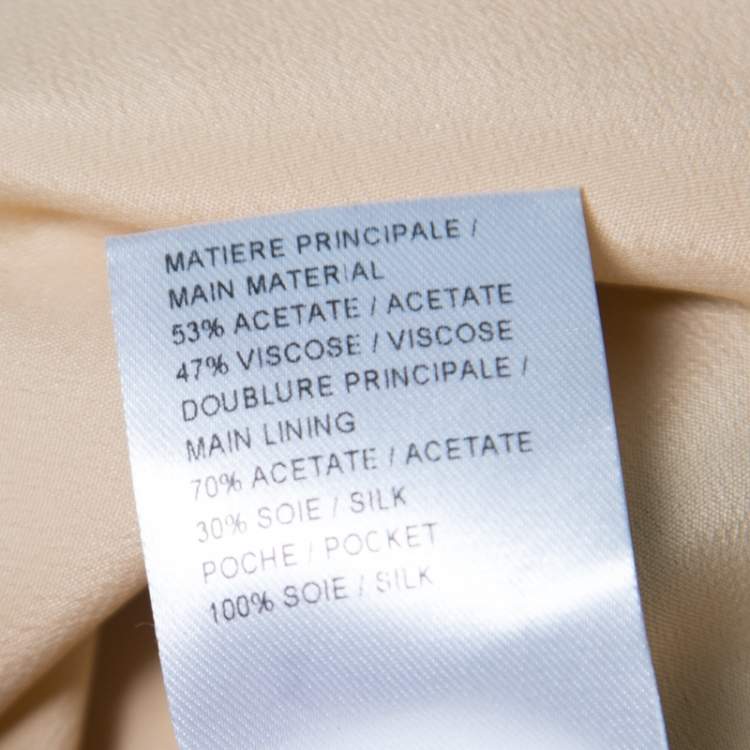 MATIERE PRINCIPALE /
MAIN MATERIAL
53% ACETATE / ACETATE
47% VISCOSE / VISCOSE
DOUBLURE PRINCIPALE /
MAIN LINING
70% ACETATE / ACETATE
30% SOIE / SILK
POCHE / POCKET
100% SOIE / SILK